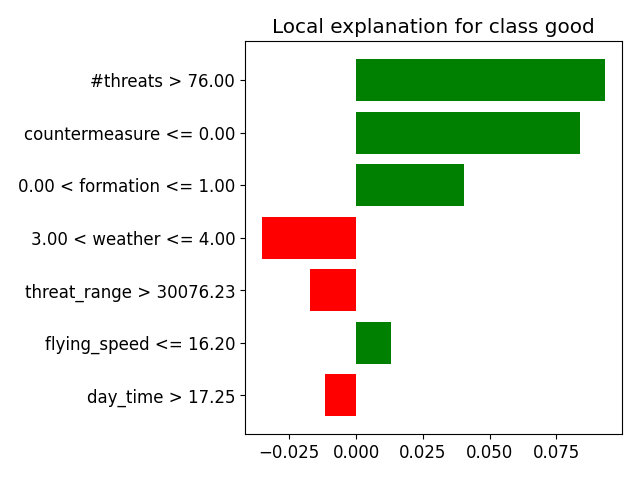 Local explanation for class good
#threats > 76.00
countermeasure <= 0.00
0.00 < formation <= 1.00
3.00 < weather <= 4.00
threat_range > 30076.23
flying_speed <= 16.20
day_time > 17.25
−0.025 0.000 0.025 0.050 0.075